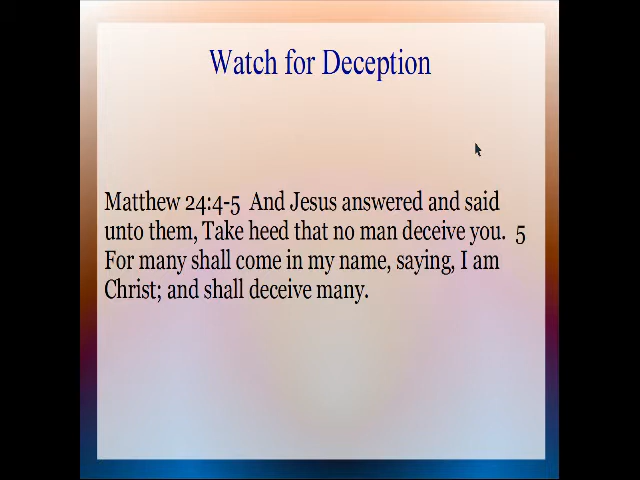 Watch for Deception
Matthew 24:4-5  And Jesus answered and said
unto them, Take heed that no man deceive you.  5
For many shall come in my name, saying, I am
Christ; and shall deceive many.